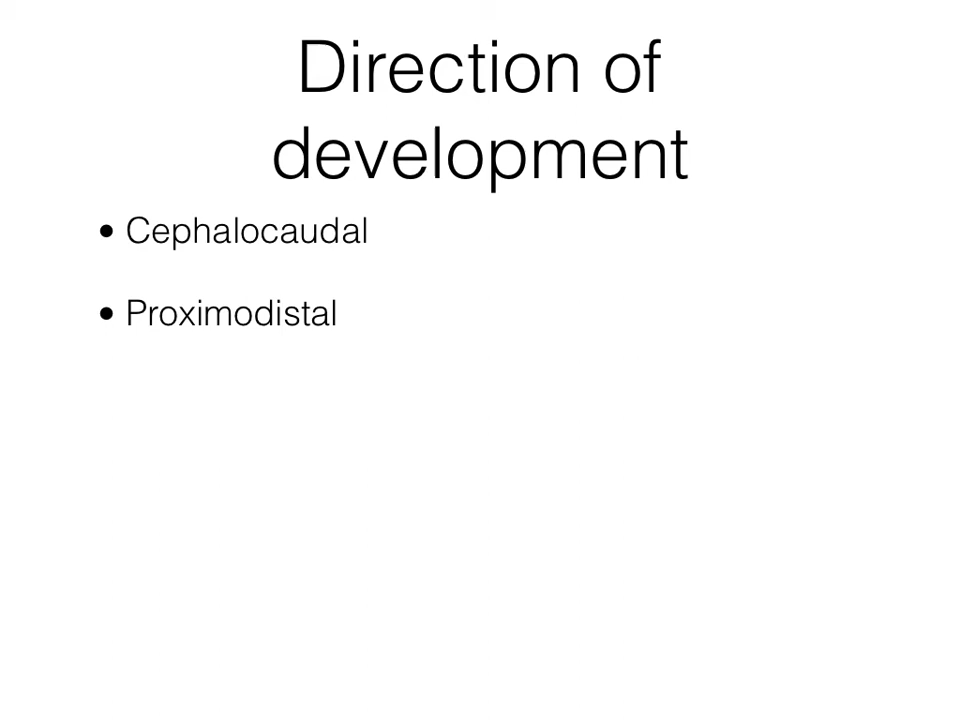 Direction of
development
• Cephalocaudal
• Proximodistal